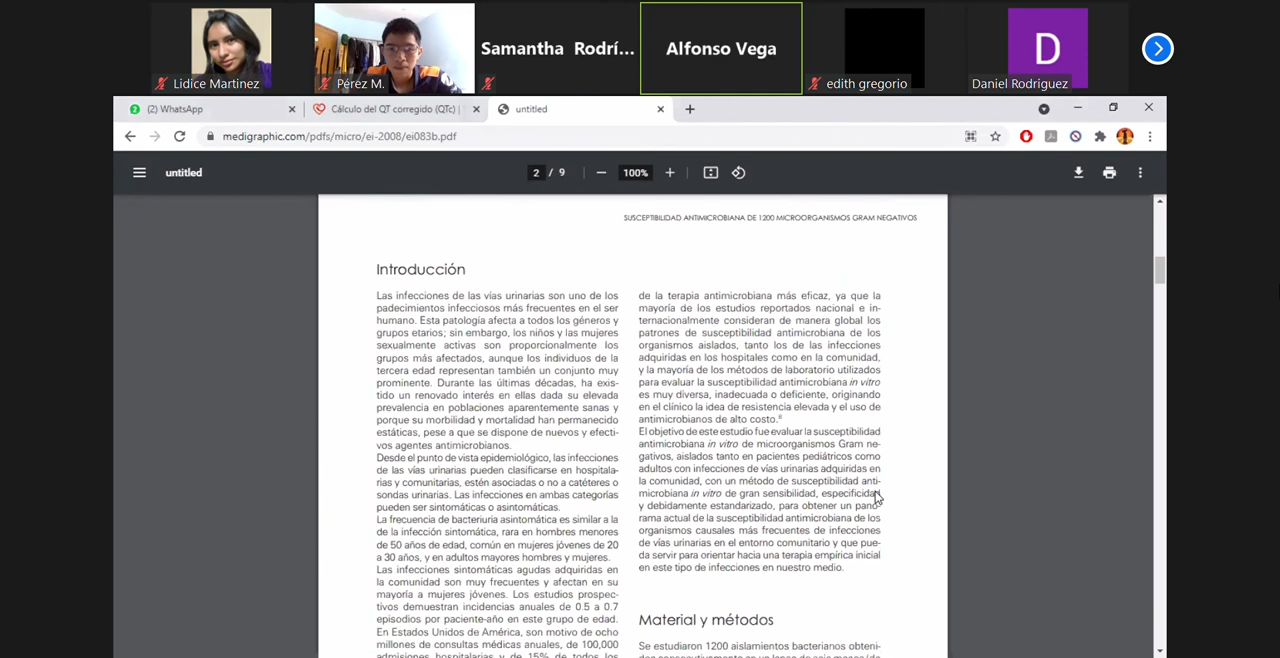 Samantha Rodrí...
Alfonso Vega
D
Lidice Martinez
Pérez M.
edith gregorio
Daniel Rodriguez
(2) WhatsApp
Cálculo del QT corregido (QTc) |
untitled
medigraphic.com/pdfs/micro/ei-2008/ei083b.pdf
untitled
2 / 9
100%
SUSCEPTIBILIDAD ANTIMICROBIANA DE 1200 MICROORGANISMOS GRAM NEGATIVOS
Introducción
Las infecciones de las vías urinarias son uno de los
padecimientos infecciosos más frecuentes en el ser
humano. Esta patología afecta a todos los géneros y
grupos etarios; sin embargo, los niños y las mujeres
sexualmente activas son proporcionalmente los
grupos más afectados, aunque los individuos de la
tercera edad representan también un conjunto muy
prominente. Durante las últimas décadas, ha exis-
tido un renovado interés en ellas dada su elevada
prevalencia en poblaciones aparentemente sanas y
porque su morbilidad y mortalidad han permanecido
estáticas, pese a que se dispone de nuevos y efecti-
vos agentes antimicrobianos.
Desde el punto de vista epidemiológico, las infecciones
de las vías urinarias pueden clasificarse en hospitala-
rias y comunitarias, estén asociadas o no a catéteres o
sondas urinarias. Las infecciones en ambas categorías
pueden ser sintomáticas o asintomáticas.
La frecuencia de bacteriuria asintomática es similar a la
de la infección sintomática, rara en hombres menores
de 50 años de edad, común en mujeres jóvenes de 20
a 30 años, y en adultos mayores hombres y mujeres.
Las infecciones sintomáticas agudas adquiridas en
la comunidad son muy frecuentes y afectan en su
mayoría a mujeres jóvenes. Los estudios prospec-
tivos demuestran incidencias anuales de 0.5 a 0.7
episodios por paciente-año en este grupo de edad.
En Estados Unidos de América, son motivo de ocho
millones de consultas médicas anuales, de 100,000
admisiones hospitalarias y de 15% de todos los
de la terapia antimicrobiana más eficaz, ya que la
mayoría de los estudios reportados nacional e in-
ternacionalmente consideran de manera global los
patrones de susceptibilidad antimicrobiana de los
organismos aislados, tanto los de las infecciones
adquiridas en los hospitales como en la comunidad,
y la mayoría de los métodos de laboratorio utilizados
para evaluar la susceptibilidad antimicrobiana in vitro
es muy diversa, inadecuada o deficiente, originando
en el clínico la idea de resistencia elevada y el uso de
antimicrobianos de alto costo.
El objetivo de este estudio fue evaluar la susceptibilidad
antimicrobiana in vitro de microorganismos Gram ne-
gativos, aislados tanto en pacientes pediátricos como
adultos con infecciones de vías urinarias adquiridas en
la comunidad, con un método de susceptibilidad anti-
microbiana in vitro de gran sensibilidad, especificidad
y debidamente estandarizado, para obtener un pano-
rama actual de la susceptibilidad antimicrobiana de los
organismos causales más frecuentes de infecciones
de vías urinarias en el entorno comunitario y que pue-
da servir para orientar hacia una terapia empírica inicial
en este tipo de infecciones en nuestro medio.
Material y métodos
Se estudiaron 1200 aislamientos bacterianos obteni-